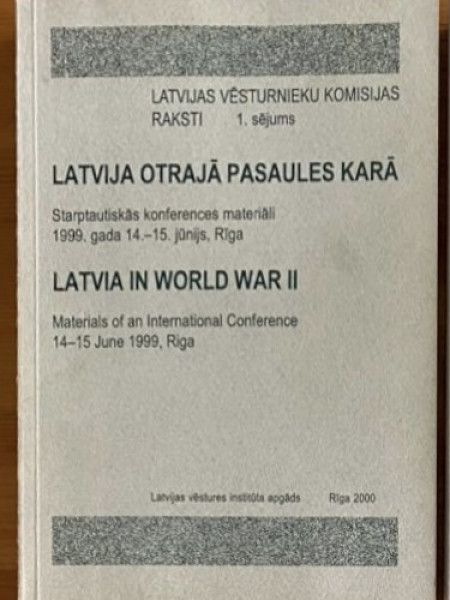 LATVIJAS VĒSTURNIEKU KOMISIJAS
RAKSTI 1. sējums
LATVIJA OTRAJĀ PASAULES KARĀ
Starptautiskās konferences materiāli
1999. gada 14.–15. jūnijs, Rīga
LATVIA IN WORLD WAR II
Materials of an International Conference
14–15 June 1999, Riga
Latvijas vēstures institūta apgāds Rīga 2000